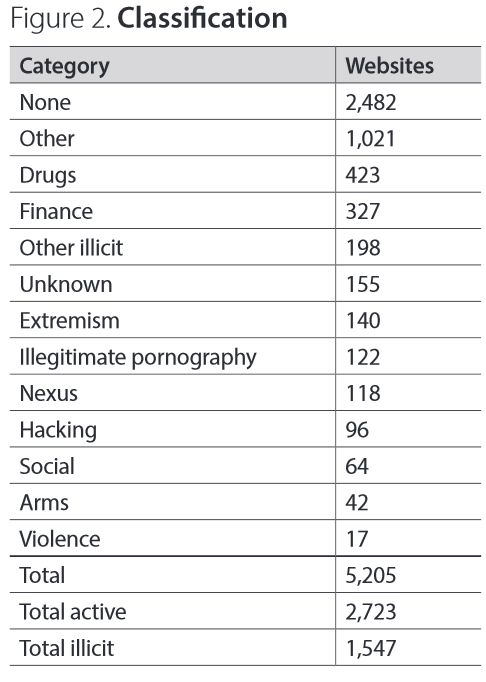 Figure 2. Classification
Category Websites
None 2,482
Other 1,021
Drugs 423
Finance 327
Other illicit 198
Unknown 155
Extremism 140
Illegitimate pornography 122
Nexus 118
Hacking 96
Social 64
Arms 42
Violence 17
Total 5,205
Total active 2,723
Total illicit 1,547